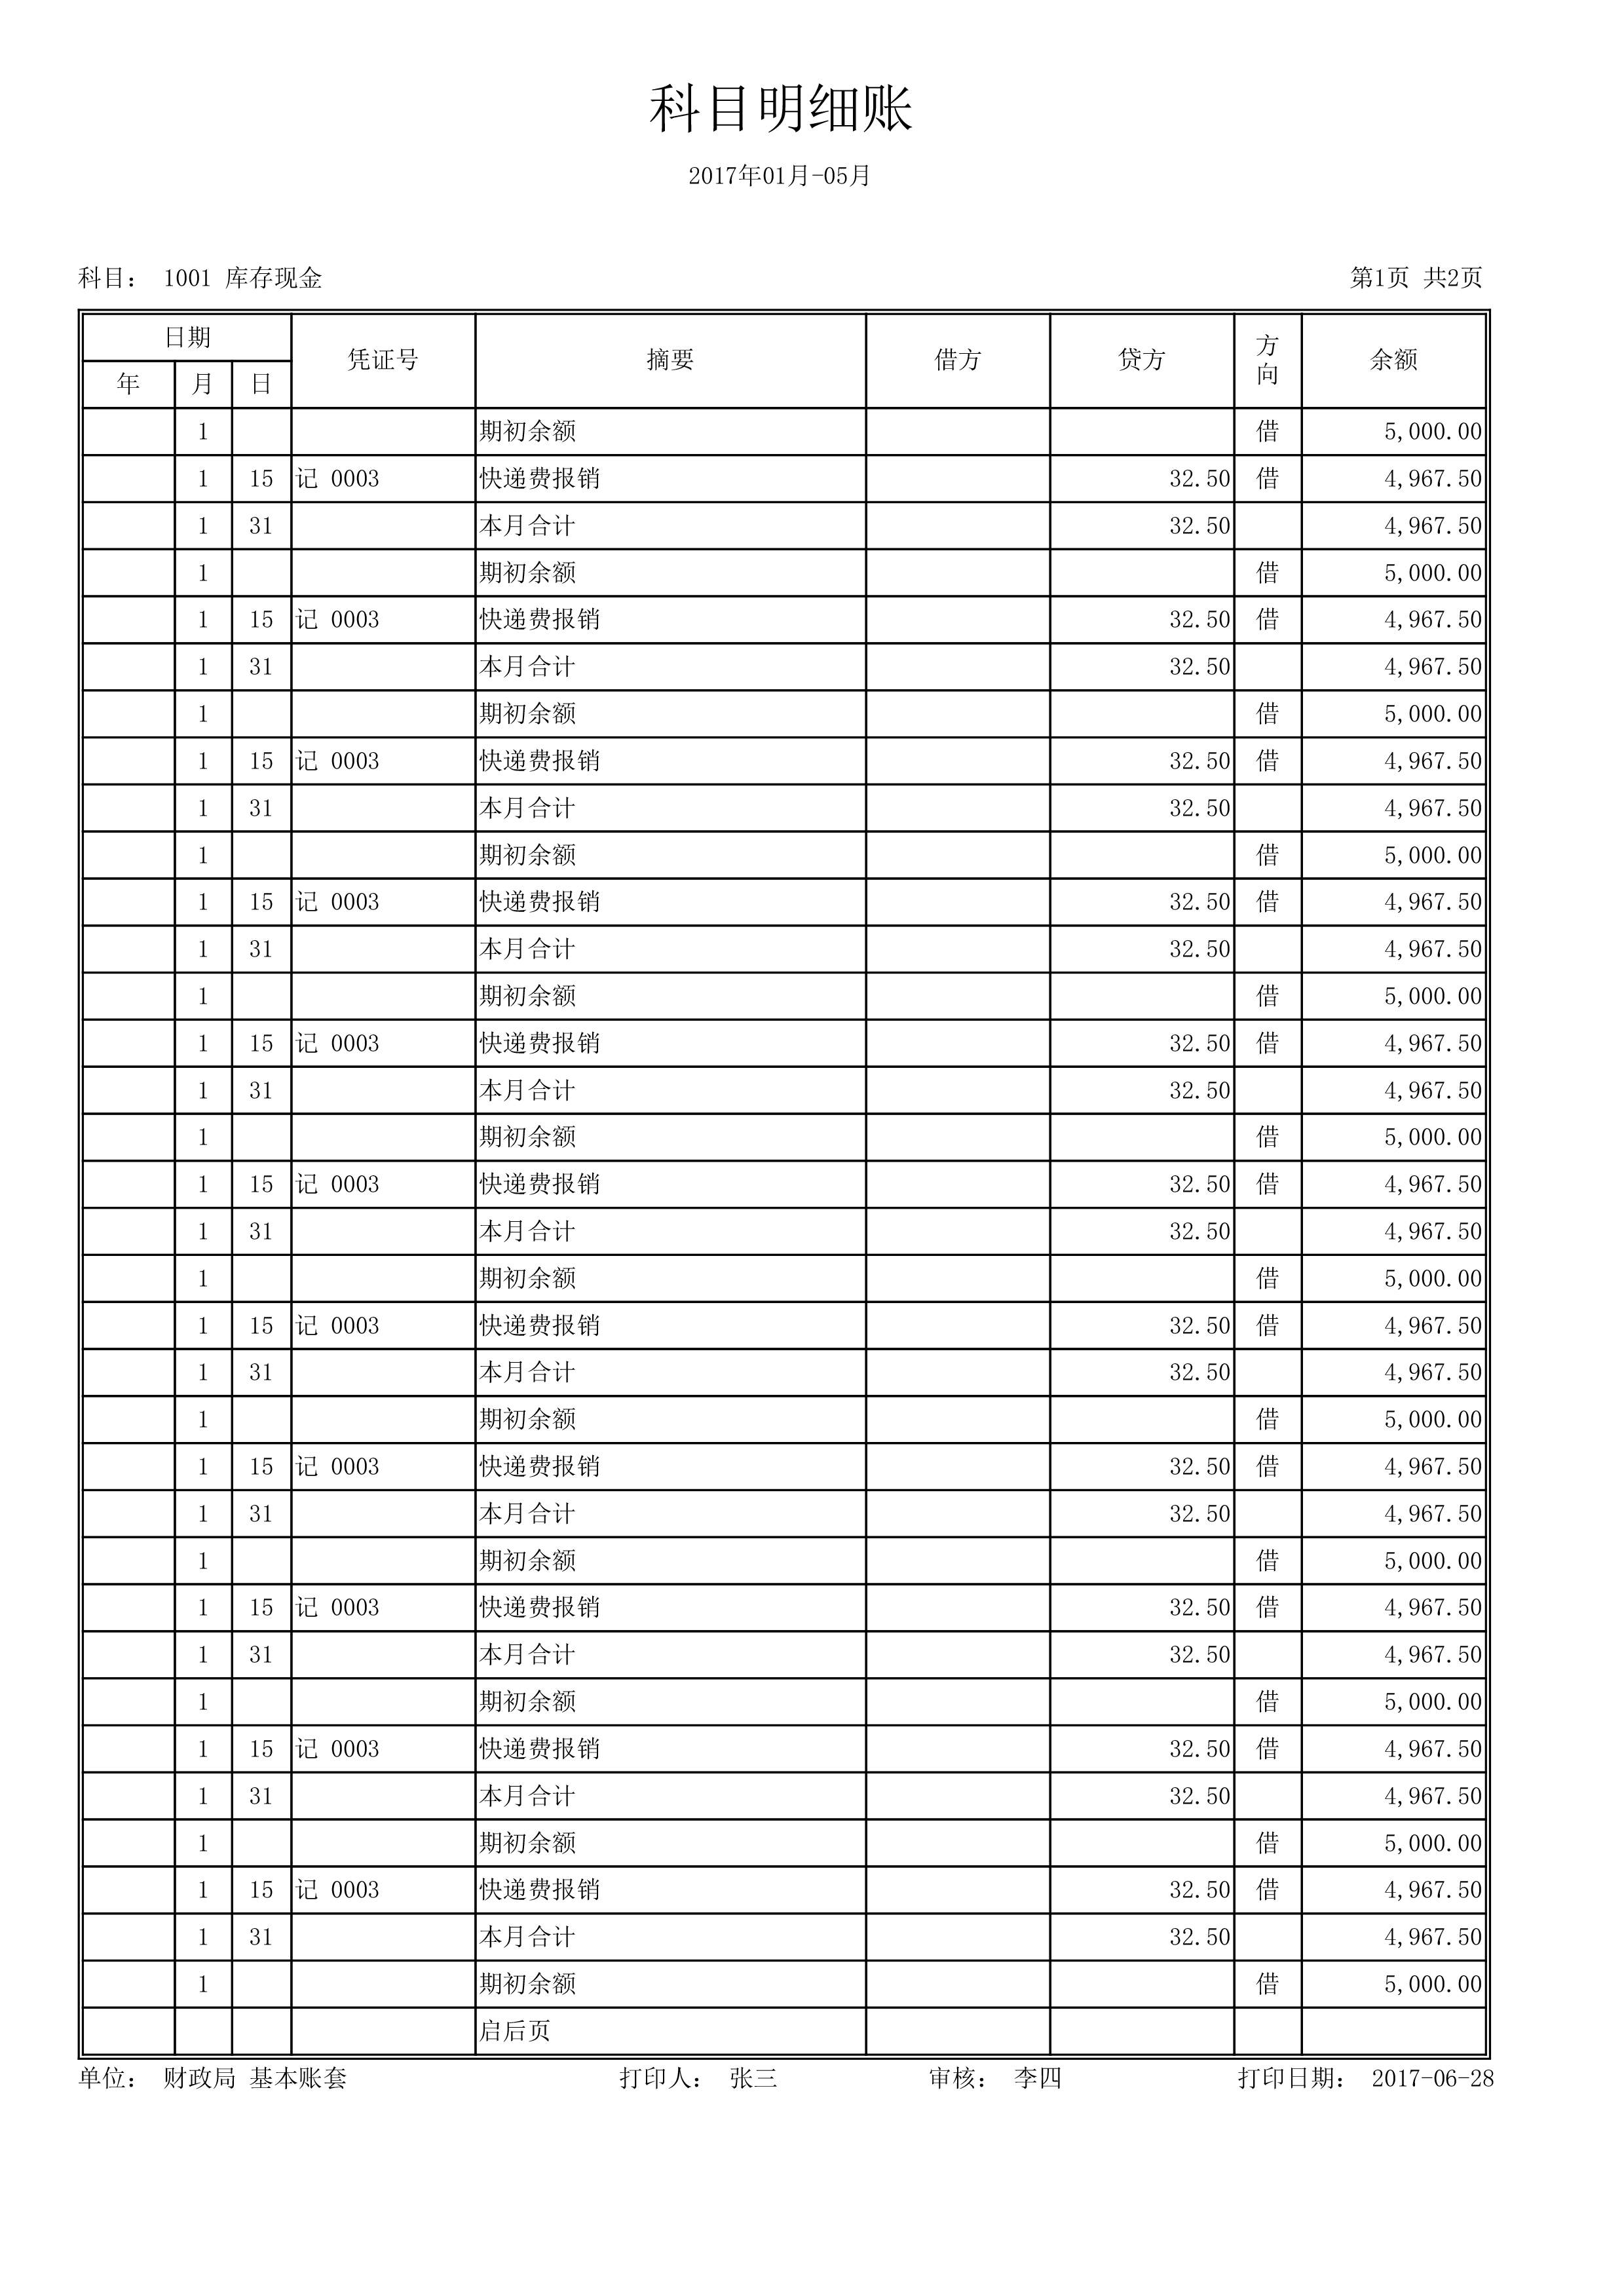 科目明细账
2017年01月-05月
科目： 1001 库存现金 第1页 共2页
日期 凭证号 摘要 借方 贷方 方向 余额
年 月 日
1 期初余额 借 5,000.00
1 15 记 0003 快递费报销 32.50 借 4,967.50
1 31 本月合计 32.50 4,967.50
1 期初余额 借 5,000.00
1 15 记 0003 快递费报销 32.50 借 4,967.50
1 31 本月合计 32.50 4,967.50
1 期初余额 借 5,000.00
1 15 记 0003 快递费报销 32.50 借 4,967.50
1 31 本月合计 32.50 4,967.50
1 期初余额 借 5,000.00
1 15 记 0003 快递费报销 32.50 借 4,967.50
1 31 本月合计 32.50 4,967.50
1 期初余额 借 5,000.00
1 15 记 0003 快递费报销 32.50 借 4,967.50
1 31 本月合计 32.50 4,967.50
1 期初余额 借 5,000.00
1 15 记 0003 快递费报销 32.50 借 4,967.50
1 31 本月合计 32.50 4,967.50
1 期初余额 借 5,000.00
1 15 记 0003 快递费报销 32.50 借 4,967.50
1 31 本月合计 32.50 4,967.50
1 期初余额 借 5,000.00
1 15 记 0003 快递费报销 32.50 借 4,967.50
1 31 本月合计 32.50 4,967.50
1 期初余额 借 5,000.00
1 15 记 0003 快递费报销 32.50 借 4,967.50
1 31 本月合计 32.50 4,967.50
1 期初余额 借 5,000.00
1 15 记 0003 快递费报销 32.50 借 4,967.50
1 31 本月合计 32.50 4,967.50
1 期初余额 借 5,000.00
1 15 记 0003 快递费报销 32.50 借 4,967.50
1 31 本月合计 32.50 4,967.50
1 期初余额 借 5,000.00
启后页
单位： 财政局 基本账套 打印人： 张三 审核： 李四 打印日期： 2017-06-28